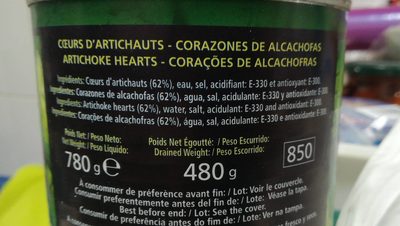 CŒURS D'ARTICHAUTS - CORAZONES DE ALCACHOFAS
ARTICHOKE HEARTS - CORAÇÕES DE ALCACHOFRAS
Ingrédients: Cœurs d'artichauts (62%), eau, sel, acidifiant: E-330 et antioxydant: E-300.
Ingredientes: Corazones de alcachofas (62%), agua, sal, acidulante: E-330 y antioxidante: E-300.
Ingredients: Artichoke hearts (62%), water, salt, acidulant: E-330 and antioxidant: E-300.
Ingredientes: Corações de alcachofras (62%), água, sal, acidulante: E-330 e antioxidante: E-300.
Poids Net: / Peso Neto:
Net Weight: / Peso Líquido:
780 g ℮
Poids Net Égoutté: / Peso Escurrido:
Drained Weight: / Peso Escorrido:
480 g
850
À consommer de préférence avant fin: / Lot: Voir le couvercle.
Consumir preferentemente antes del fin de: / Lote: Véase la tapa.
Best before end: / Lot: See the cover.
Consumir de preferência antes do fim de: / Lote: Ver na tampa.
fresco y seco.